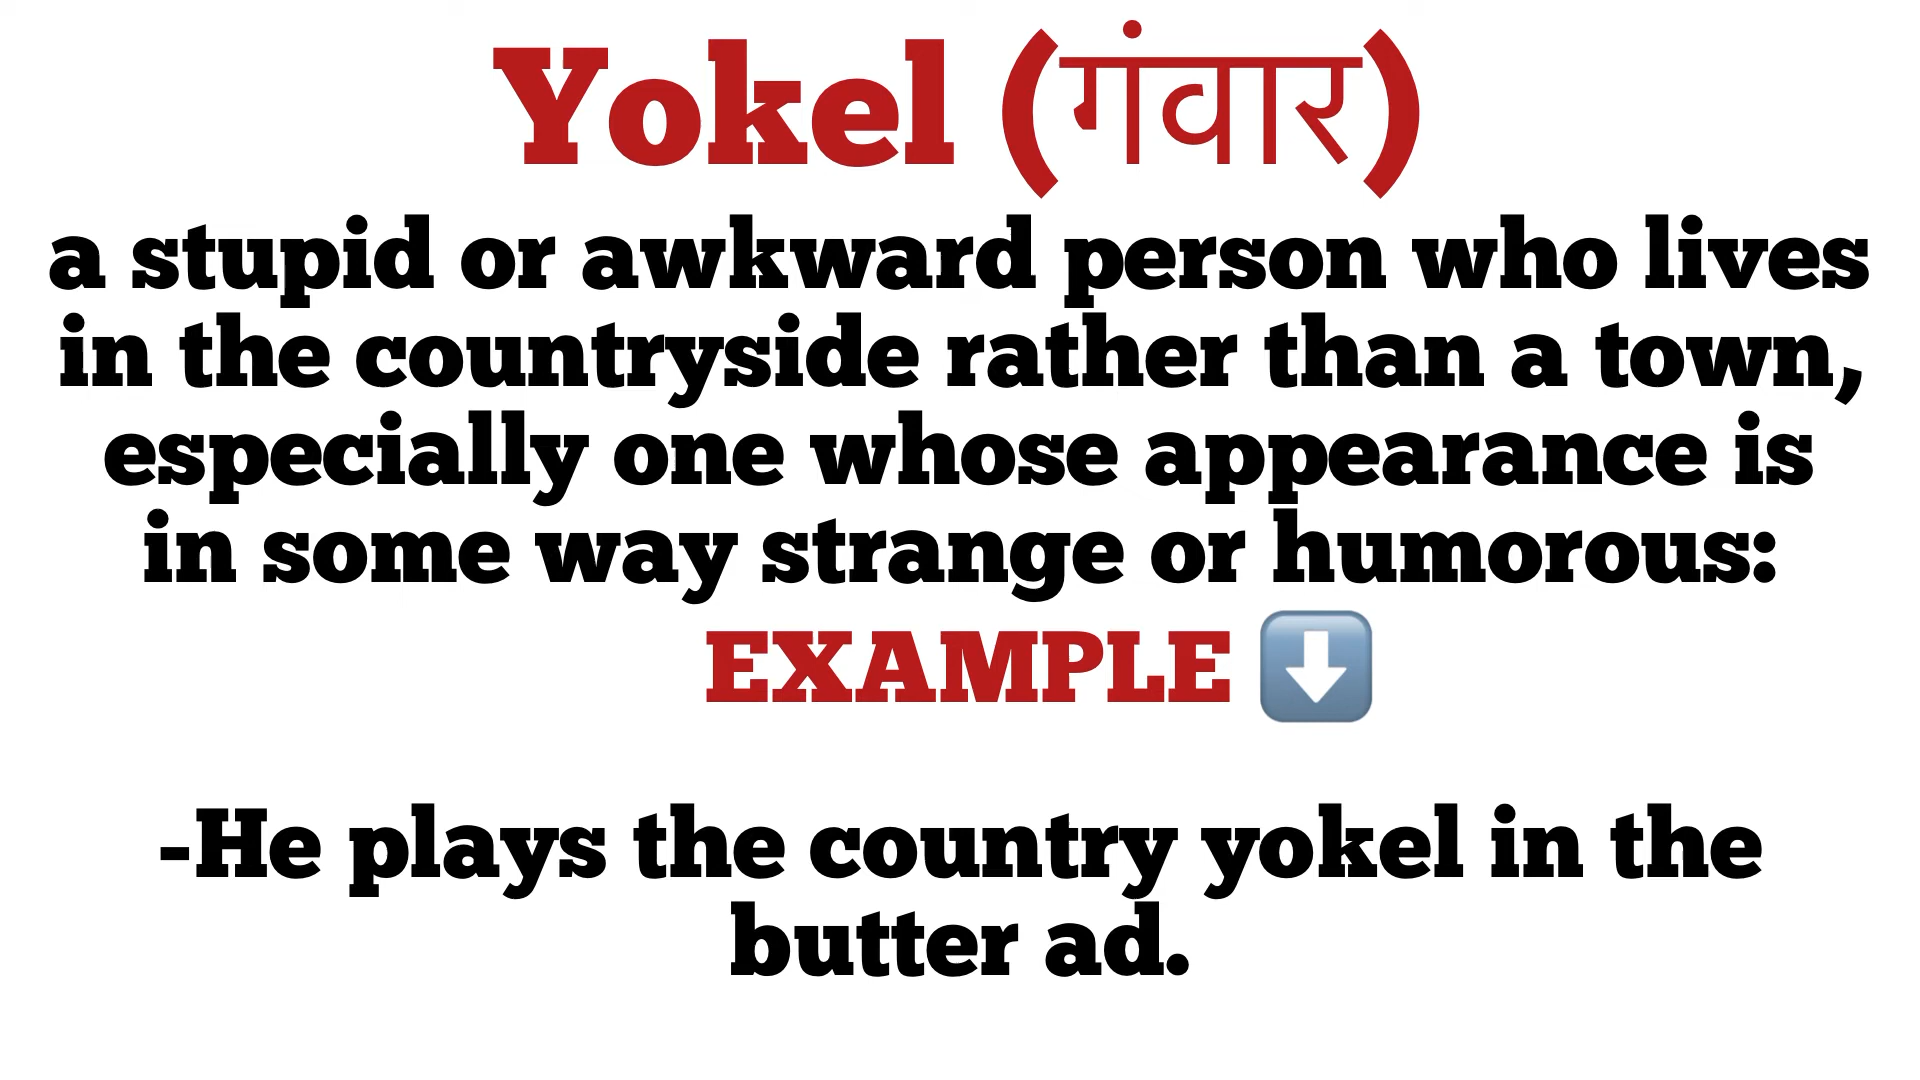 Yokel (गंवार)
a stupid or awkward person who lives
in the countryside rather than a town,
especially one whose appearance is
in some way strange or humorous:
EXAMPLE ⬇️
-He plays the country yokel in the
butter ad.